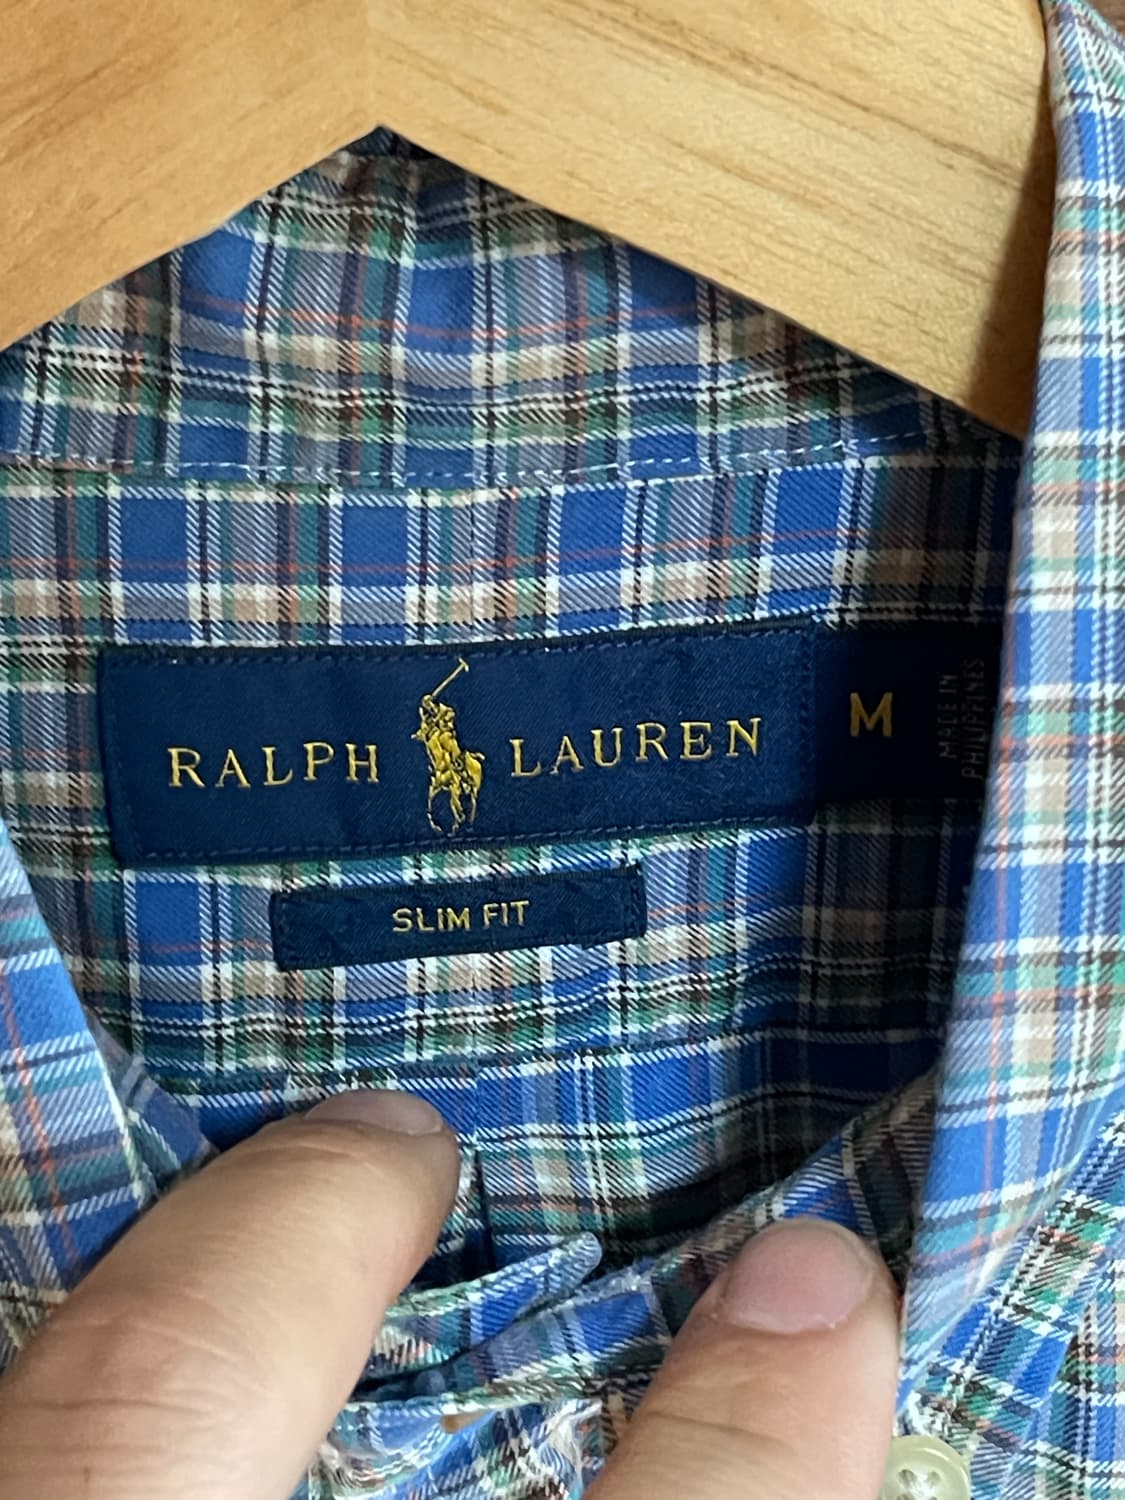 RALPH LAUREN
M
MADE IN
PHILIPPINES
SLIM FIT